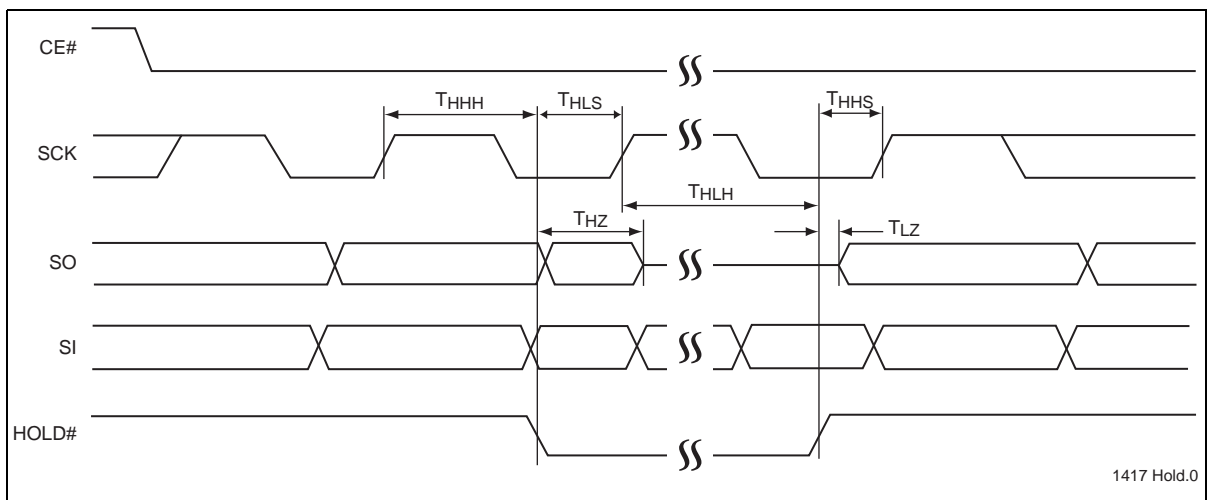 CE#
THHH
THLS
THHS
SCK
THLH
THZ
TLZ
SO
SI
HOLD#
1417 Hold.0